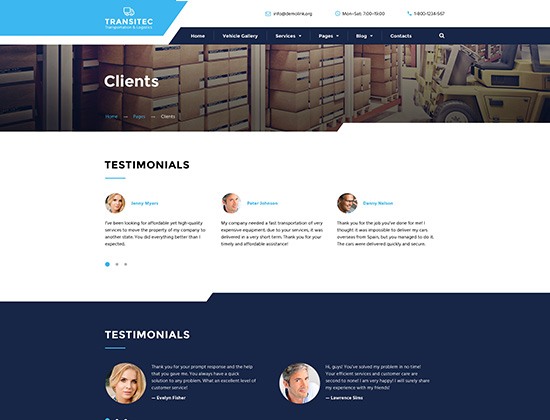 TRANSITEC
Transportation & Logistics
info@demolink.org
Mon–Sat: 7:00–19:00
1-800-1234-567
Home
Vehicle Gallery
Services
Pages
Blog
Contacts
Clients
Home — Pages — Clients
TESTIMONIALS
Jenny Myers
I've been looking for affordable yet high-quality
services to move the property of my company to
another state. You did everything better than I
expected.
Peter Johnson
My company needed a fast transportation of very
expensive equipment; due to your services, it was
delivered in a very short term. Thank you for your
timely and affordable assistance!
Danny Nelson
Thank you for the job you've done for me! I
thought it was impossible to deliver my cars
overseas from Spain, but you managed to do it.
The cars were delivered quickly and secure.
TESTIMONIALS
Thank you for your prompt response and the help
that you gave me. You always have a quick
solution to any problem. What an excellent level of
customer service!
— Evelyn Fisher
Hi, guys! You've solved my problem in no time!
Your efficient services and customer care are
second to none! I am very happy! I will surely share
my experience with my friends!
— Lawrence Sims